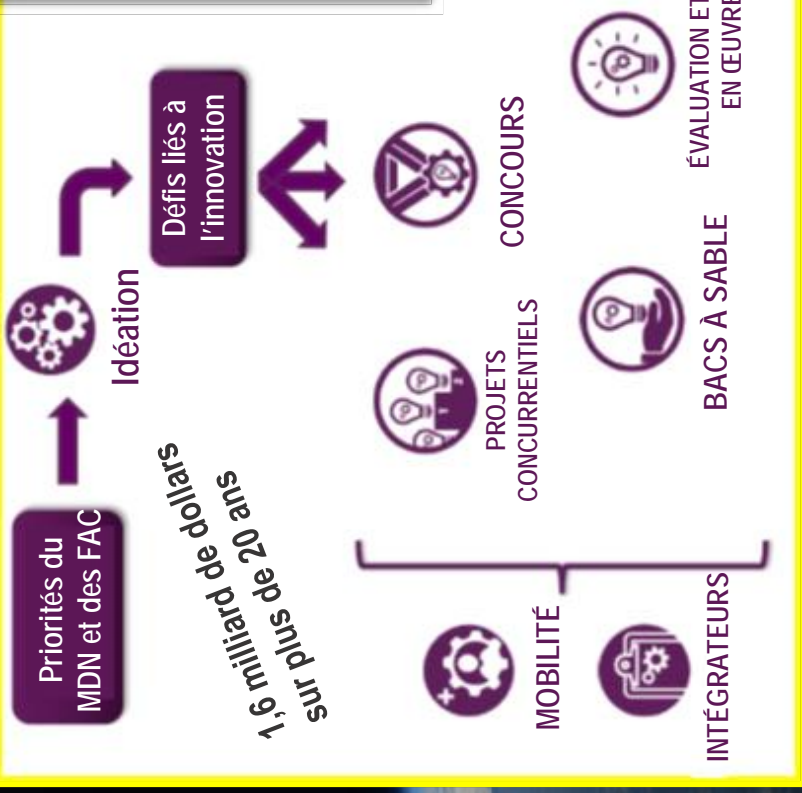 Priorités du
MDN et des FAC
Idéation
Défis liés à
l'innovation
1,6 milliard de dollars
sur plus de 20 ans
MOBILITÉ
INTÉGRATEURS
PROJETS
CONCURRENTIELS
CONCOURS
BACS À SABLE
ÉVALUATION ET
EN ŒUVRE